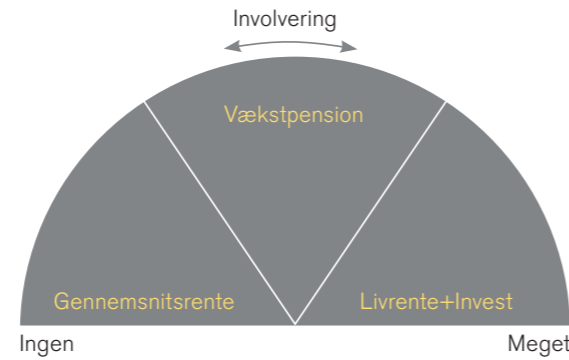 Involvering
Vækstpension
Gennemsnitsrente
Livrente+Invest
Ingen
Meget